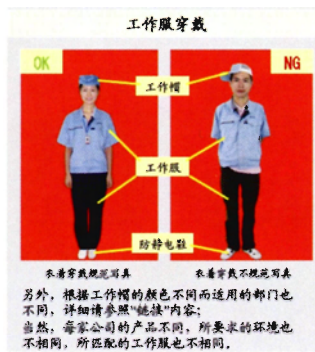 工作服穿戴
OK
NG
工作帽
工作服
防静电鞋
衣着穿戴规范写真
衣着穿戴不规范写真
另外，根据工作帽的颜色不同而适用的部门也
不同，详细请参照“链接”内容；
当然，每家公司的产品不同，所要求的环境也
不相同，所匹配的工作服也不相同。